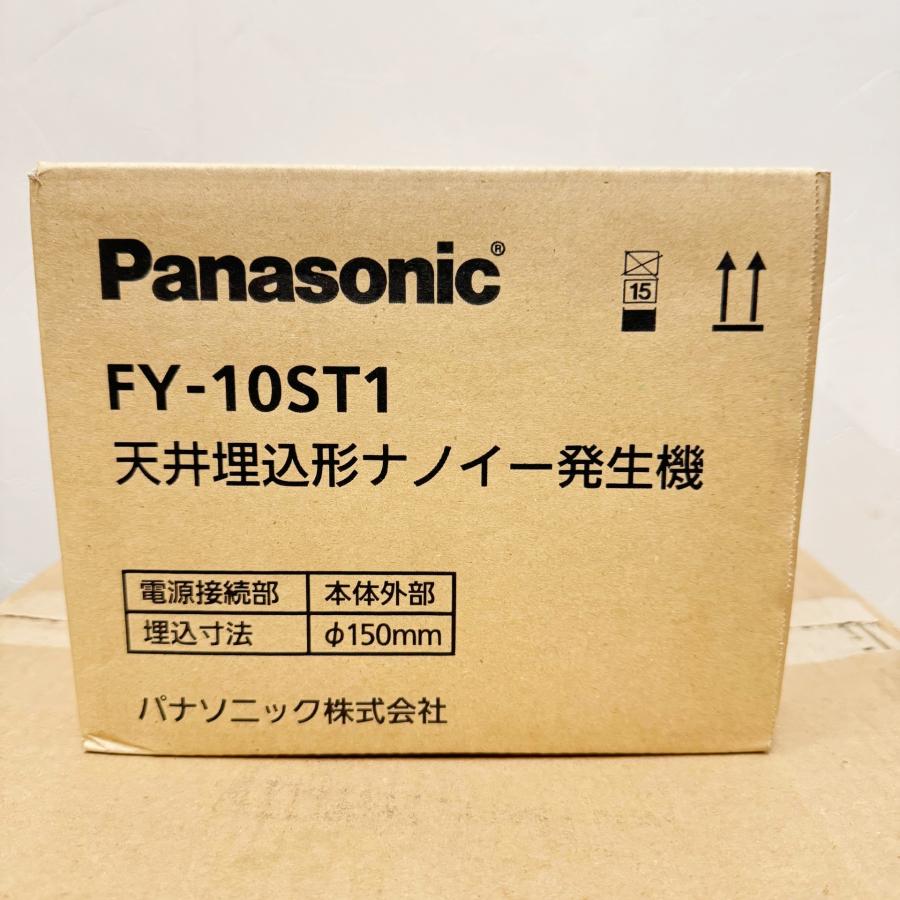 Panasonic®
15
FY-10ST1
天井埋込形ナノイー発生機
電源接続部 本体外部
埋込寸法 φ150mm
パナソニック株式会社